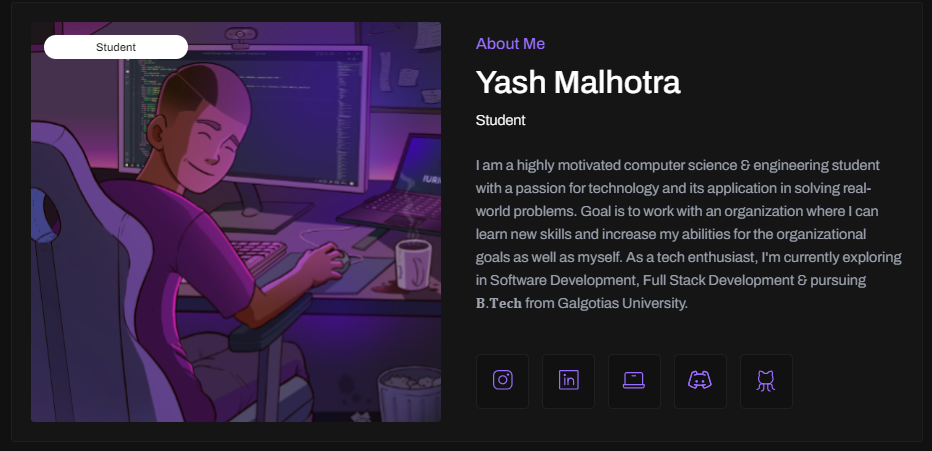 Student
About Me
Yash Malhotra
Student
I am a highly motivated computer science & engineering student
with a passion for technology and its application in solving real-
world problems. Goal is to work with an organization where I can
learn new skills and increase my abilities for the organizational
goals as well as myself. As a tech enthusiast, I'm currently exploring
in Software Development, Full Stack Development & pursuing
B.Tech from Galgotias University.
in